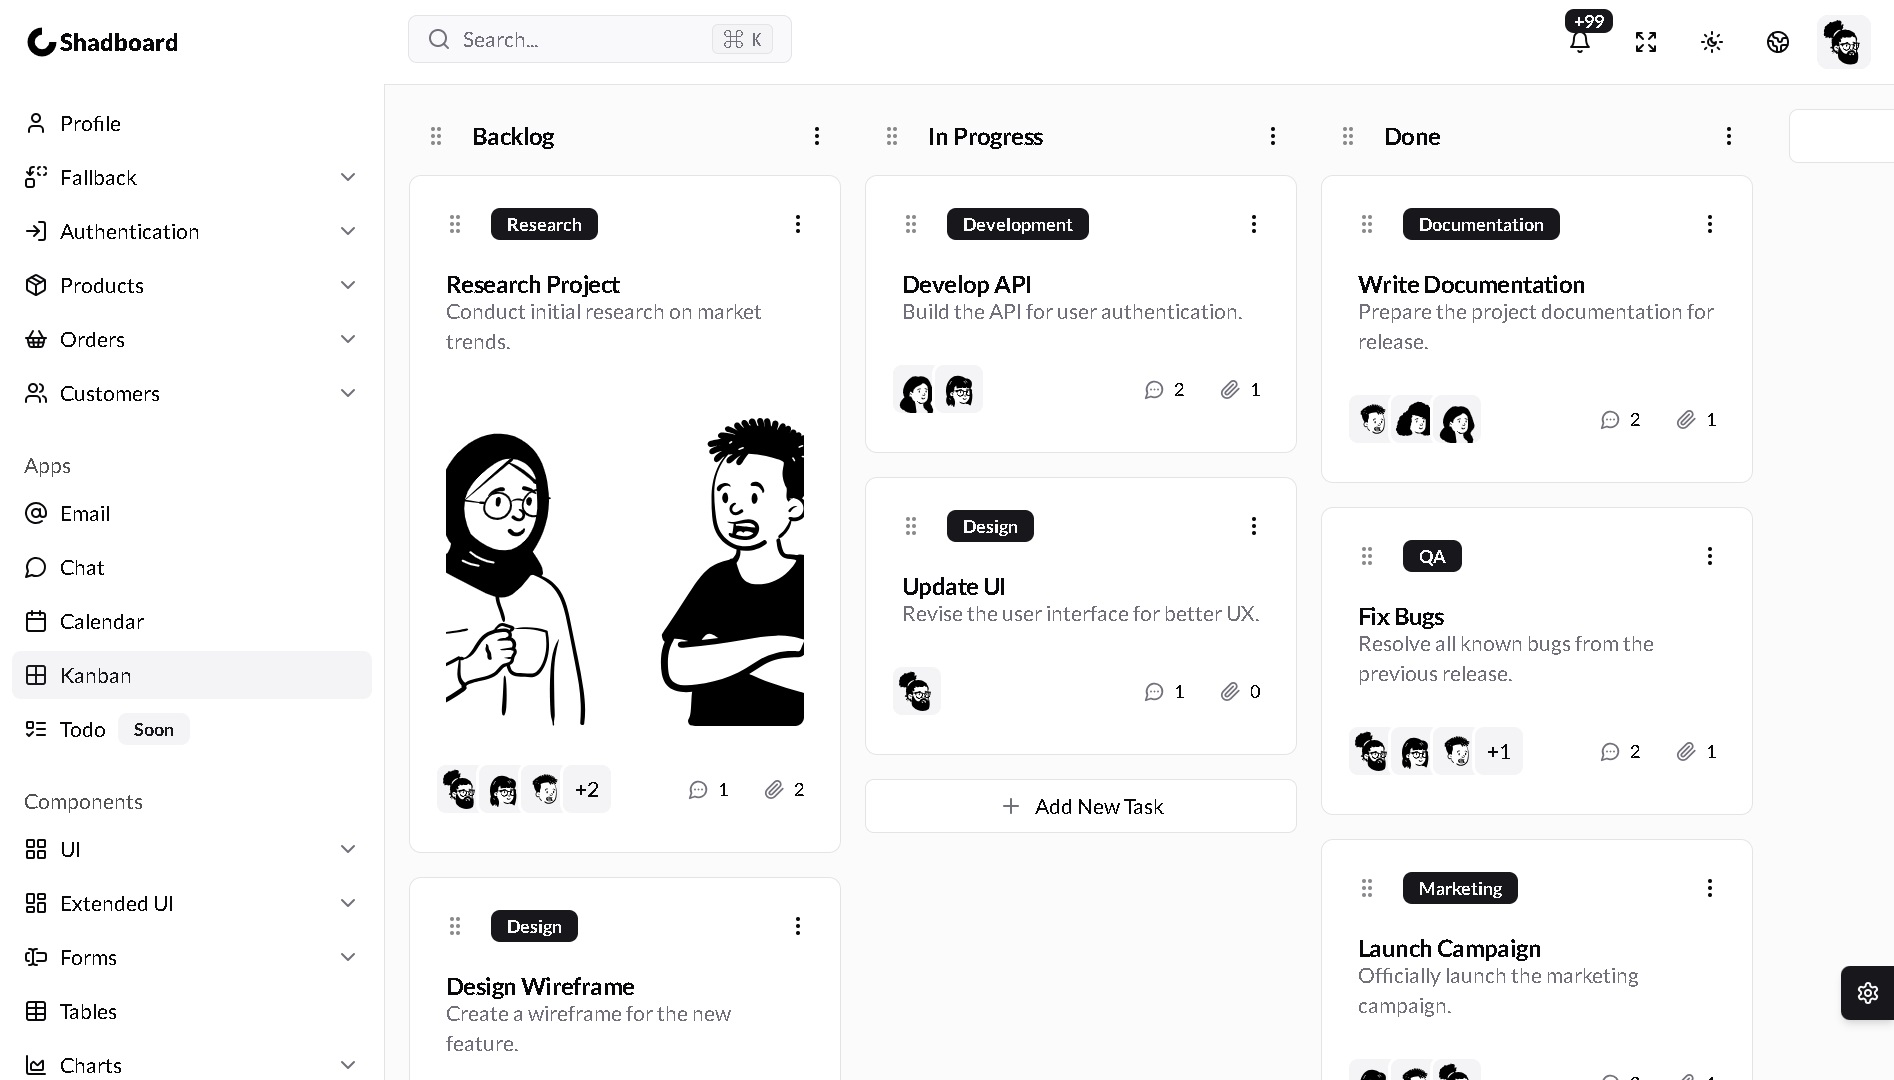 Shadboard
Search...
⌘ K
+99
Profile
Fallback
Authentication
Products
Orders
Customers
Apps
Email
Chat
Calendar
Kanban
Todo Soon
Components
UI
Extended UI
Forms
Tables
Charts
Backlog
Research
Research Project
Conduct initial research on market
trends.
+2
1
2
Design
Design Wireframe
Create a wireframe for the new
feature.
In Progress
Development
Develop API
Build the API for user authentication.
2
1
Design
Update UI
Revise the user interface for better UX.
1
0
Add New Task
Done
Documentation
Write Documentation
Prepare the project documentation for
release.
2
1
QA
Fix Bugs
Resolve all known bugs from the
previous release.
+1
2
1
Marketing
Launch Campaign
Officially launch the marketing
campaign.